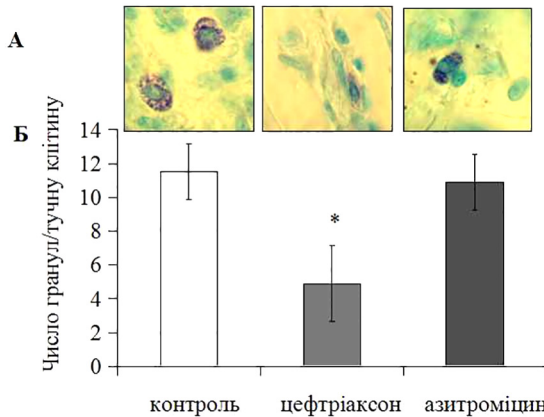 А
Б
Число гранул/тучну клітину
14
12
10
8
6
4
2
0
*
контроль
цефтріаксон
азитроміцин